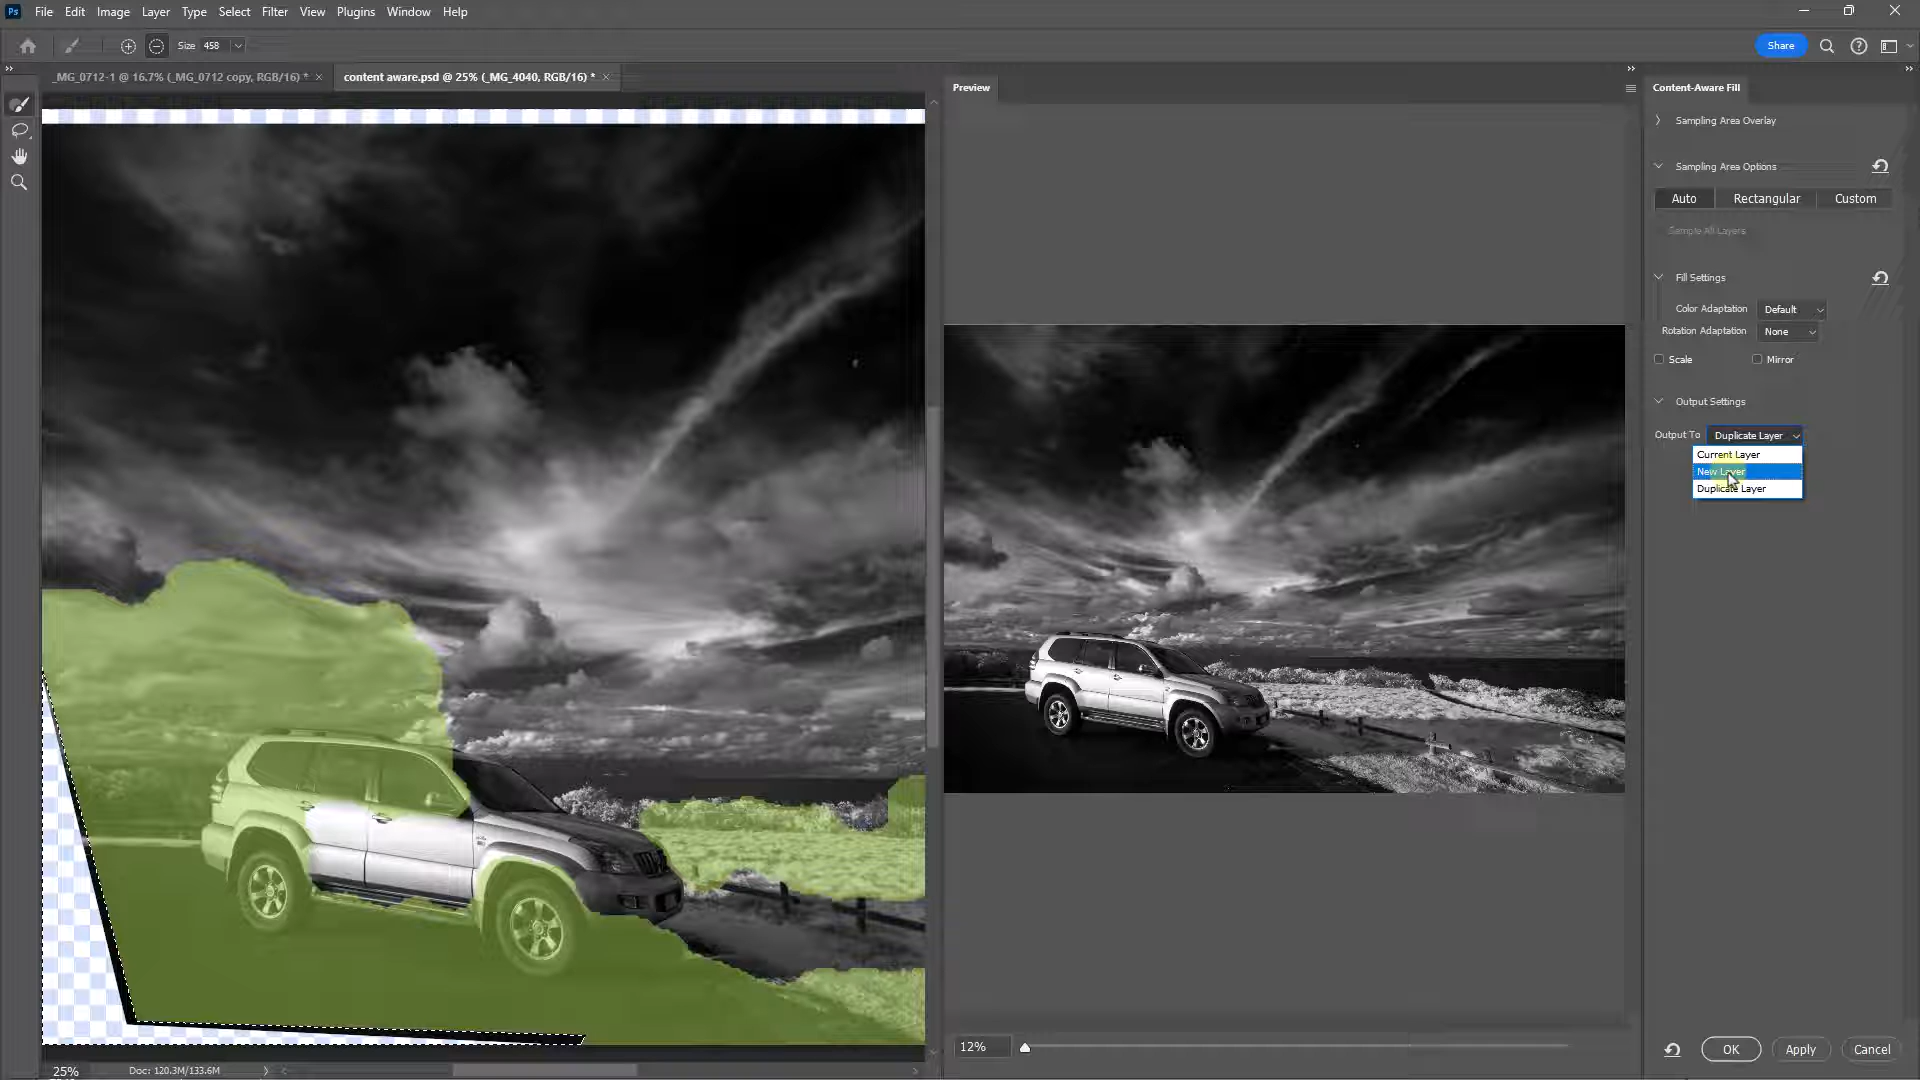 Ps File Edit Image Layer Type Select Filter View Plugins Window Help
Size 458 Share
_MG_0712-1 @ 16.7% (_MG_0712 copy, RGB/16) * × content aware.psd @ 25% (_MG_4040, RGB/16) * ×
Preview
Content-Aware Fill
Sampling Area Overlay
Sampling Area Options
Auto Rectangular Custom
Sample All Layers
Fill Settings
Color Adaptation Default
Rotation Adaptation None
Scale Mirror
Output Settings
Output To Duplicate Layer
Current Layer
New Layer
Duplicate Layer
12%
OK Apply Cancel
25% Doc: 120.3M/133.6M